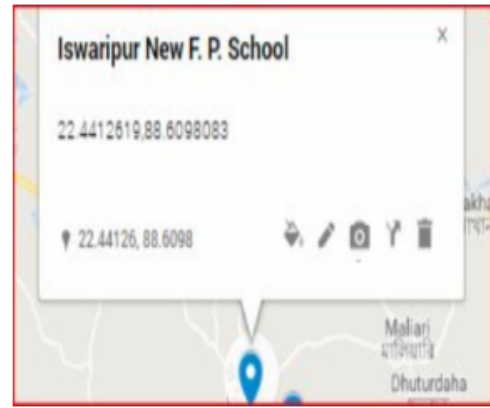 Iswaripur New F. P. School
×
22.4412619,88.6098083
22.44126, 88.6098
Maliari
Dhuturdaha